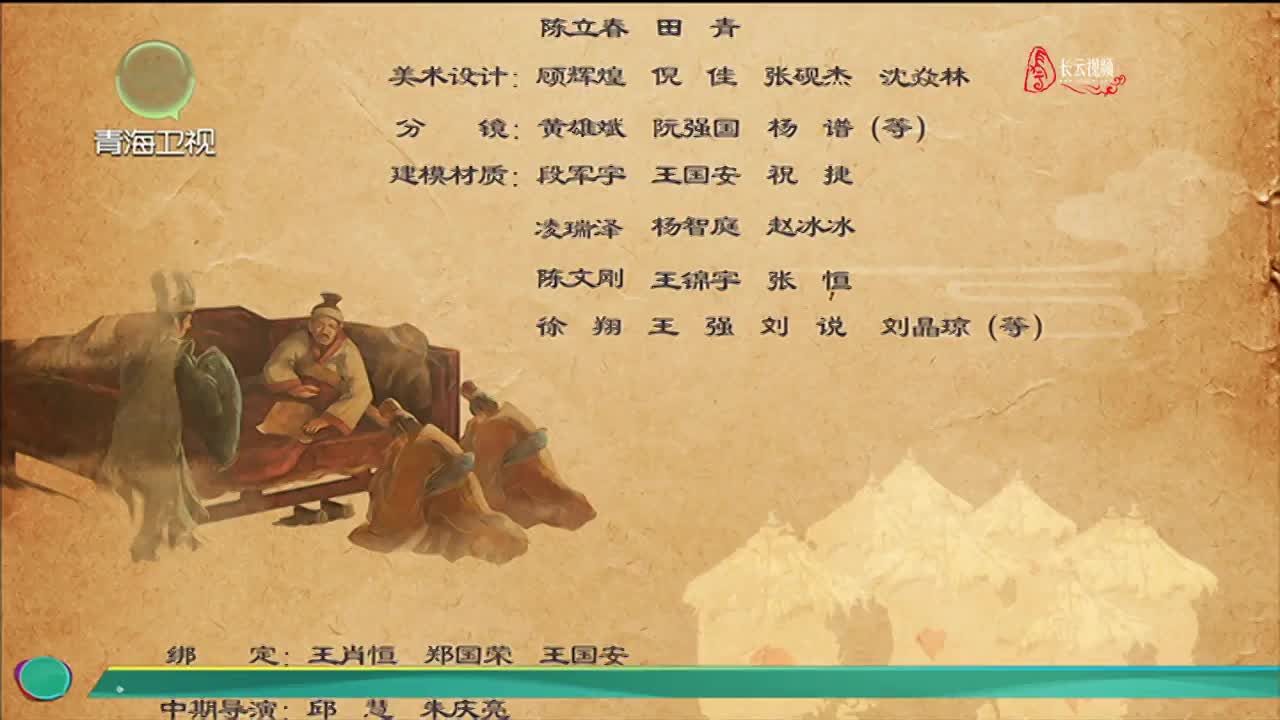 陈立春 田 青
美术设计: 顾辉煌 倪 佳 张砚杰 沈焱林
长云视频
分 镜: 黄雄斌 阮强国 杨 谱 (等)
青海卫视
建模材质: 段军宇 王国安 祝 捷
凌瑞泽 杨智庭 赵冰冰
陈文刚 王锦宇 张 恒
徐 翔 王 强 刘 说 刘晶琼 (等)
绑 定: 王肖恒 郑国荣 王国安
中期导演: 邱 慧 朱庆亮